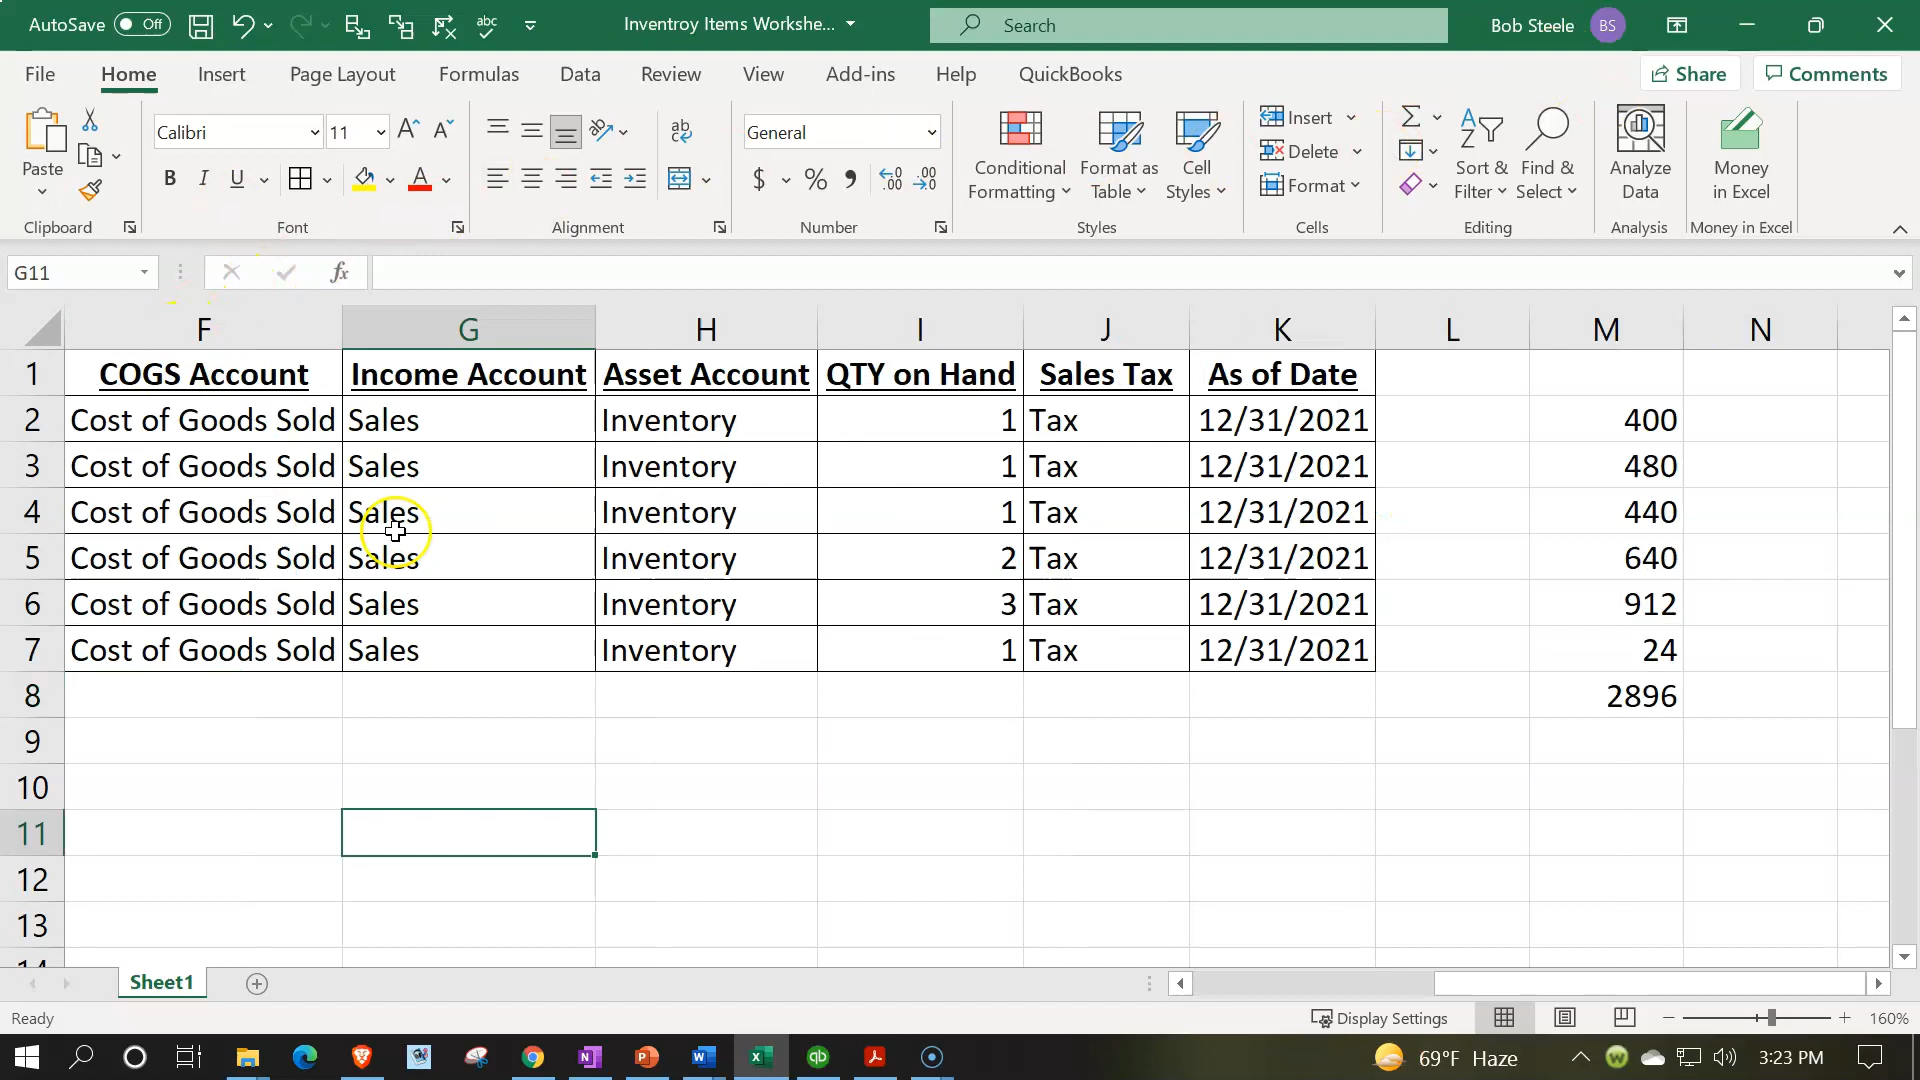 AutoSave Off abc Inventroy Items Workshe... Search Bob Steele BS
File Home Insert Page Layout Formulas Data Review View Add-ins Help QuickBooks Share Comments
Paste Calibri 11 A A ab c General Conditional Formatting Format as Table Cell Styles Insert Delete Format Sort & Filter Find & Select Analyze Data Money in Excel
B I U A $ %
Clipboard Font Alignment Number Styles Cells Editing Analysis Money in Excel
G11 fx
F G H I J K L M N
1 COGS Account Income Account Asset Account QTY on Hand Sales Tax As of Date
2 Cost of Goods Sold Sales Inventory 1 Tax 12/31/2021 400
3 Cost of Goods Sold Sales Inventory 1 Tax 12/31/2021 480
4 Cost of Goods Sold Sales Inventory 1 Tax 12/31/2021 440
5 Cost of Goods Sold Sales Inventory 2 Tax 12/31/2021 640
6 Cost of Goods Sold Sales Inventory 3 Tax 12/31/2021 912
7 Cost of Goods Sold Sales Inventory 1 Tax 12/31/2021 24
8 2896
9
10
11
12
13
14
Sheet1
Ready Display Settings 160%
69°F Haze 3:23 PM